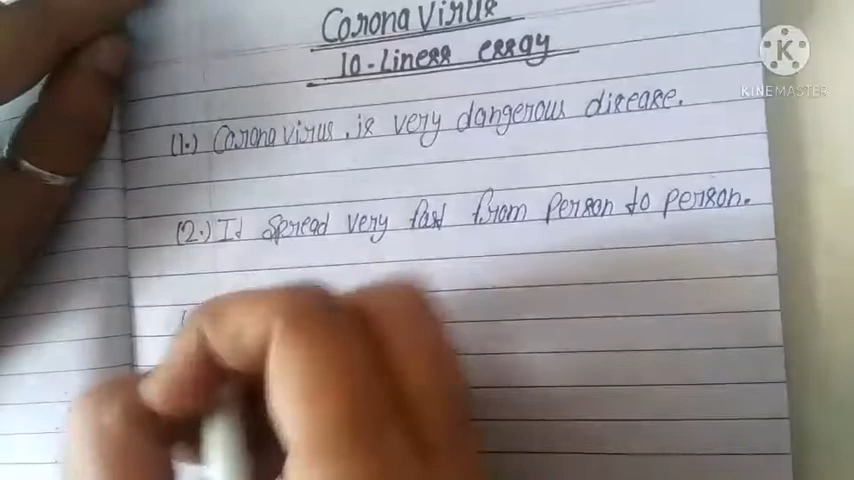 Corona Virus
10-Liness essay
K
KINEMASTER
(1.) Corona virus is very dangerous disease.
(2.) It spread very fast from person to person.